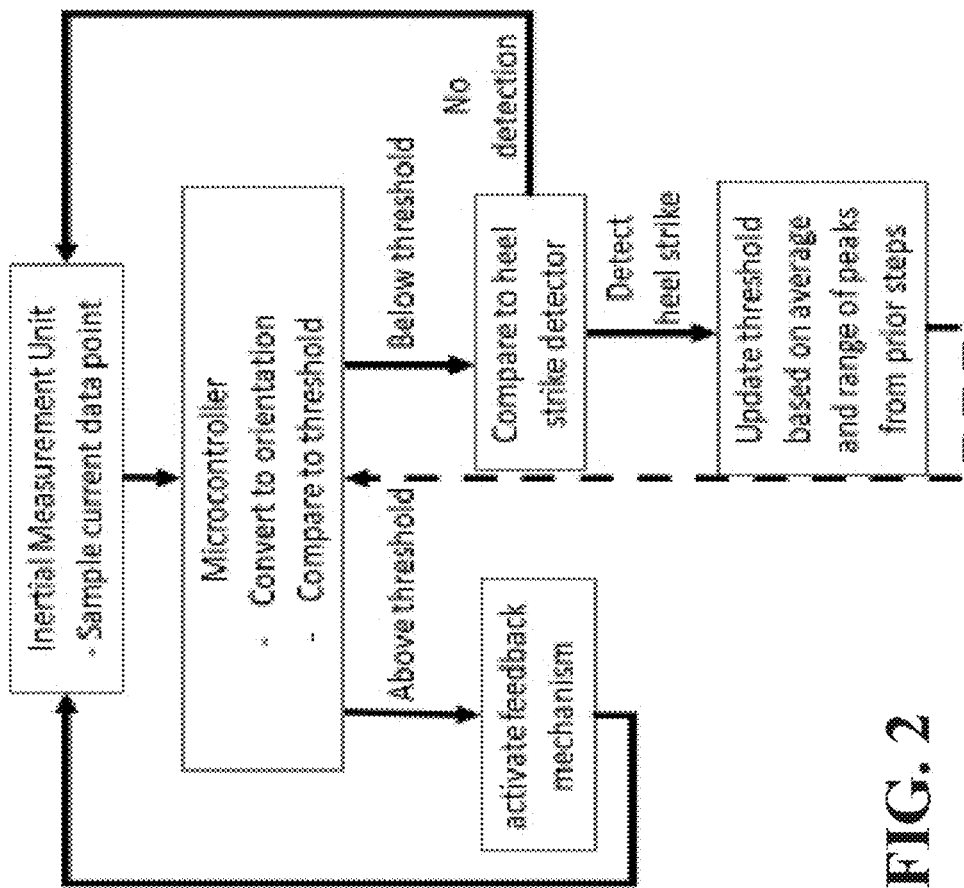 Inertial Measurement Unit
- Sample current data point
Microcontroller
- Convert to orientation
- Compare to threshold
Above threshold
Below threshold
activate feedback
mechanism
Compare to heel
strike detector
No
detection
Detect
heel strike
Update threshold
based on average
and range of peaks
from prior steps
FIG. 2